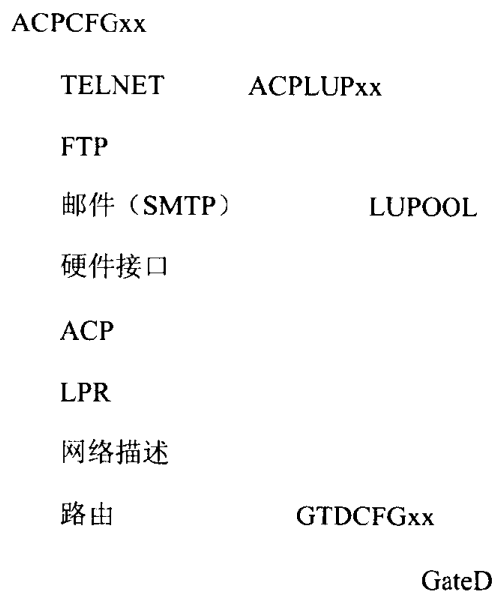 ACPCFGxx
TELNET ACPLUPxx
FTP
邮件（SMTP） LUPOOL
硬件接口
ACP
LPR
网络描述
路由 GTDCFGxx
GateD